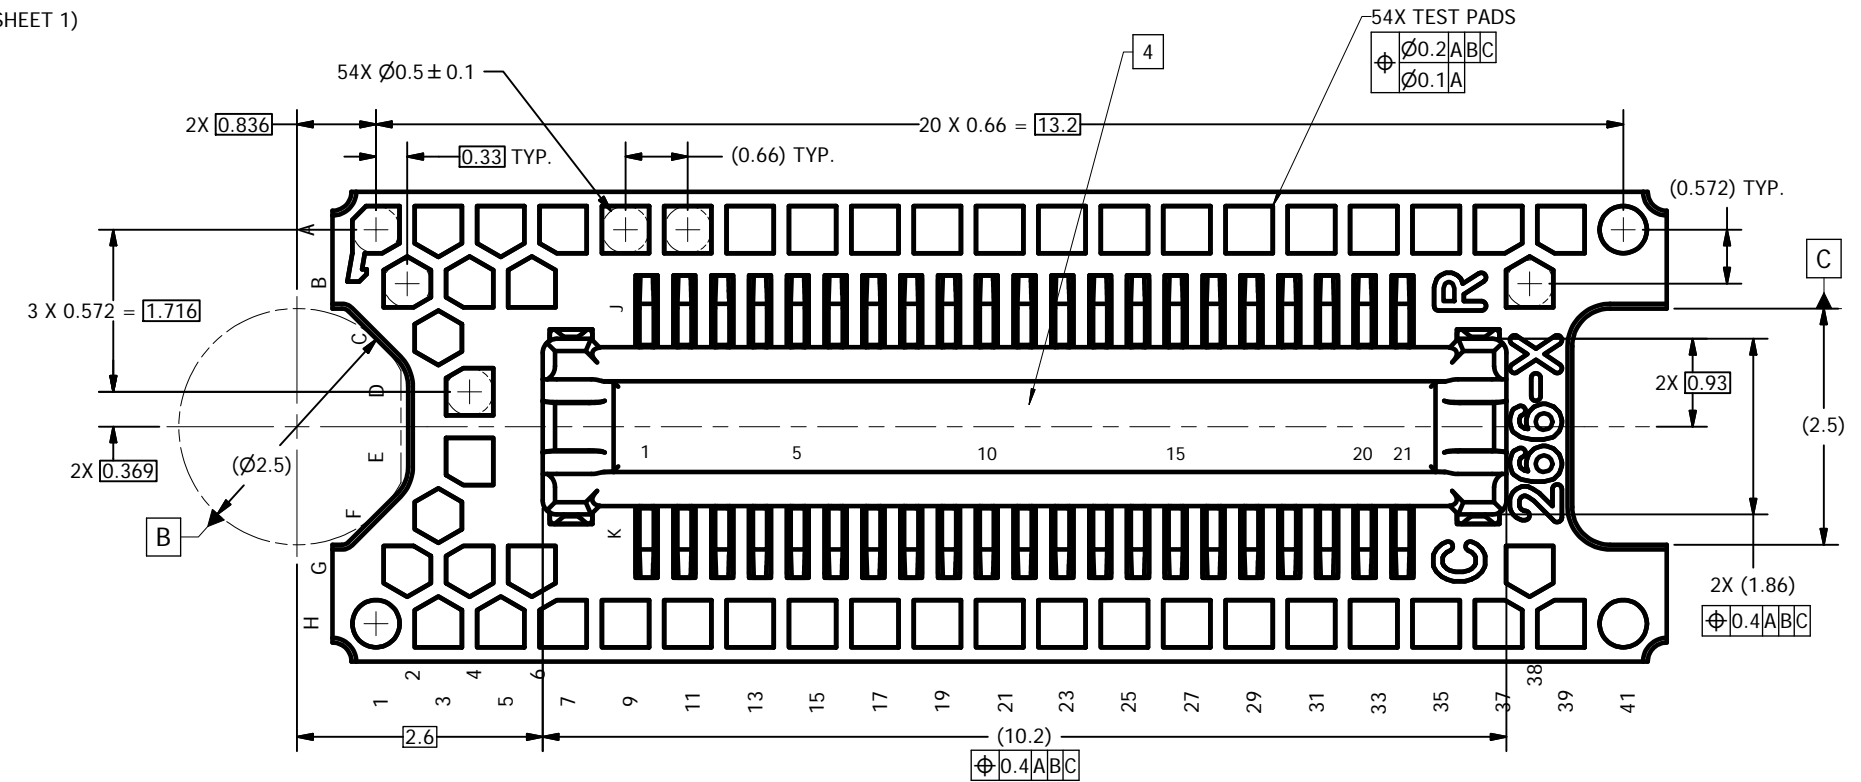 SHEET 1)
54X TEST PADS
⌖ Ø0.2 A B C
Ø0.1 A
4
54X Ø0.5 ± 0.1
2X 0.836
20 X 0.66 = 13.2
0.33 TYP.
(0.66) TYP.
(0.572) TYP.
A
B
C
D
E
F
G
H
1
J
K
R
C
266-X
C
3 X 0.572 = 1.716
2X 0.93
(2.5)
2X 0.369
(Ø2.5)
B
1 5 10 15 20 21
2X (1.86)
⌖ 0.4 A B C
1 2 3 4 5 6 7 9 11 13 15 17 19 21 23 25 27 29 31 33 35 37 38 39 41
2.6
(10.2)
⌖ 0.4 A B C